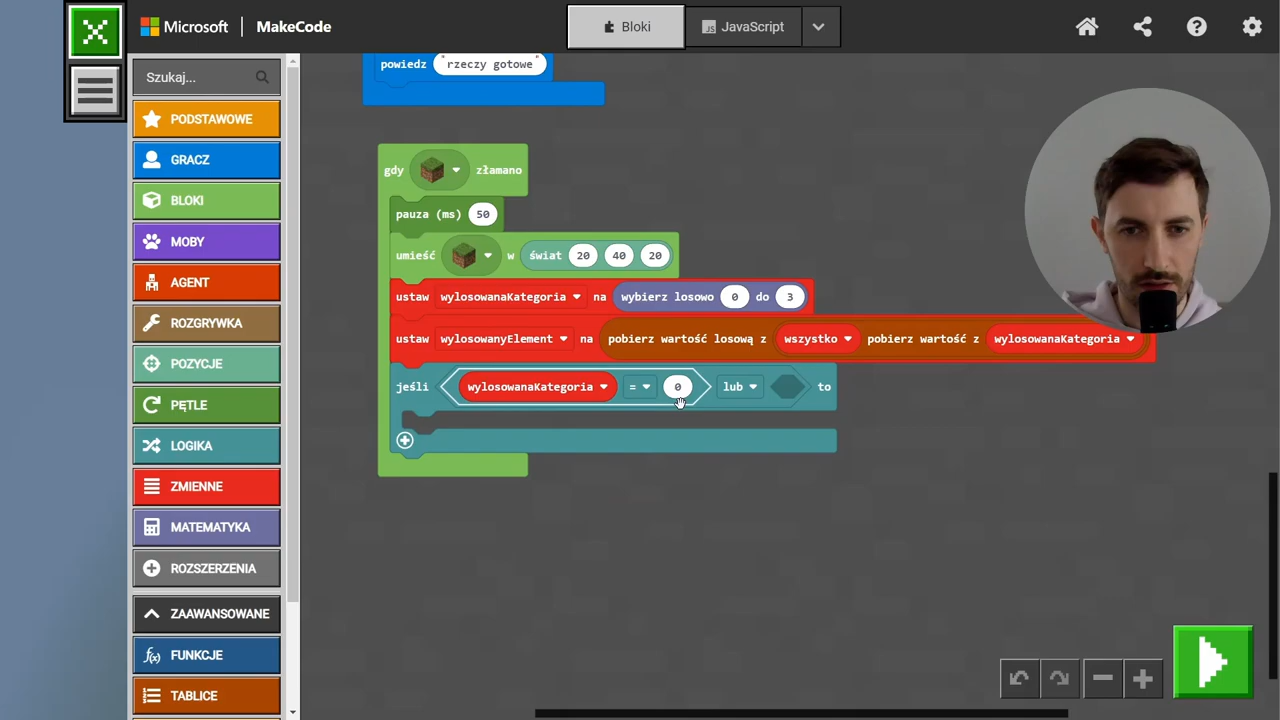 Microsoft MakeCode Bloki JavaScript
Szukaj...
PODSTAWOWE
GRACZ
BLOKI
MOBY
AGENT
ROZGRYWKA
POZYCJE
PĘTLE
LOGIKA
ZMIENNE
MATEMATYKA
ROZSZERZENIA
ZAAWANSOWANE
FUNKCJE
TABLICE
powiedz "rzeczy gotowe"
gdy złamano
pauza (ms) 50
umieść w świat 20 40 20
ustaw wylosowanaKategoria na wybierz losowo 0 do 3
ustaw wylosowanyElement na pobierz wartość losową z wszystko pobierz wartość z wylosowanaKategoria
jeśli wylosowanaKategoria = 0 lub to